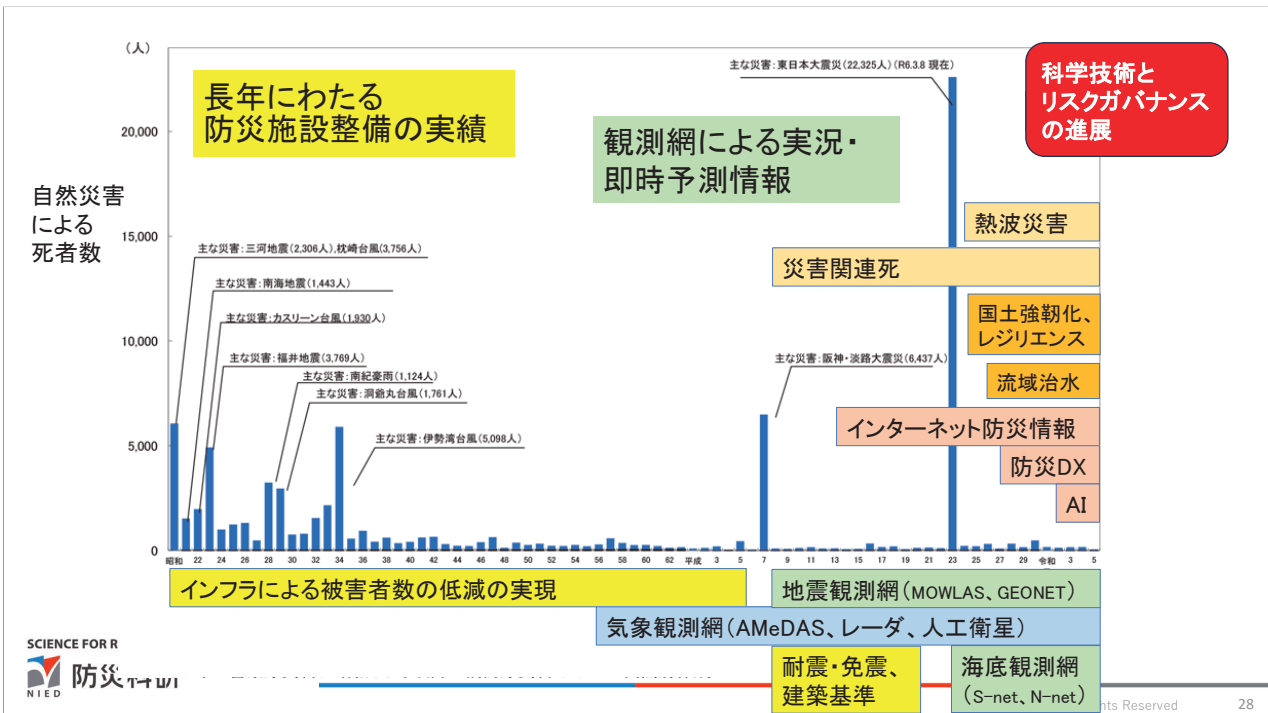 （人）
主な災害：東日本大震災（22,325人）（R6.3.8 現在）
科学技術と
リスクガバナンス
の進展
長年にわたる
防災施設整備の実績
観測網による実況・
即時予測情報
20,000
自然災害
による
死者数
15,000
10,000
5,000
0
熱波災害
災害関連死
主な災害：三河地震（2,306人）,枕崎台風（3,756人）
主な災害：南海地震（1,443人）
主な災害：カスリーン台風（1,930人）
主な災害：福井地震（3,769人）
主な災害：南紀豪雨（1,124人）
主な災害：洞爺丸台風（1,761人）
主な災害：伊勢湾台風（5,098人）
主な災害：阪神・淡路大震災（6,437人）
国土強靭化、
レジリエンス
流域治水
インターネット防災情報
防災DX
AI
昭和 22 24 26 28 30 32 34 36 38 40 42 44 46 48 50 52 54 56 58 60 62 平成 3 5 7 9 11 13 15 17 19 21 23 25 27 29 令和 3 5
インフラによる被害者数の低減の実現
地震観測網（MOWLAS、GEONET）
気象観測網（AMeDAS、レーダ、人工衛星）
耐震・免震、
建築基準
海底観測網
（S-net、N-net）
SCIENCE FOR R
NIED
防災科研
hts Reserved
28